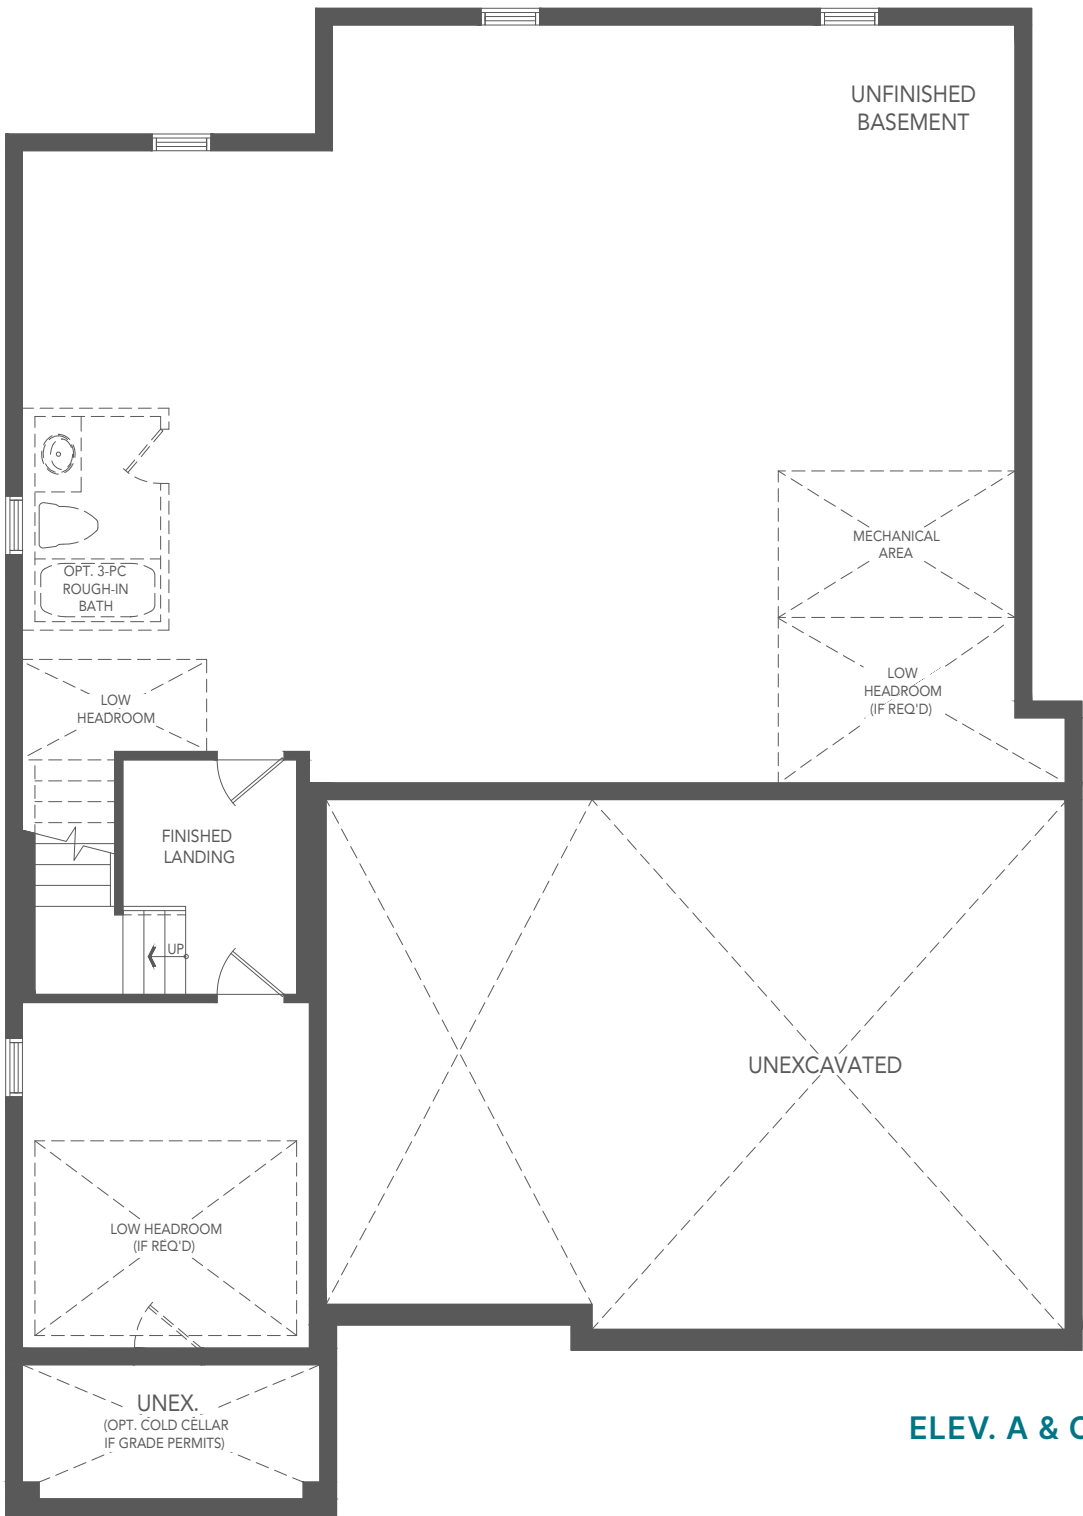 UNFINISHED
BASEMENT
MECHANICAL
AREA
OPT. 3-PC
ROUGH-IN
BATH
LOW
HEADROOM
(IF REQ'D)
LOW
HEADROOM
FINISHED
LANDING
UP
UNEXCAVATED
LOW HEADROOM
(IF REQ'D)
UNEX.
(OPT. COLD CELLAR
IF GRADE PERMITS)
ELEV. A & C